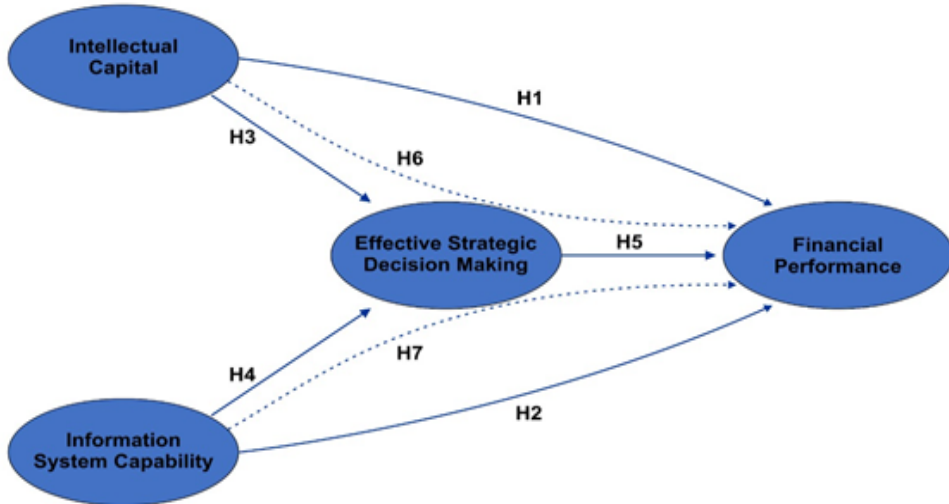 Intellectual
Capital
H1
H3
H6
Effective Strategic
Decision Making
H5
Financial
Performance
H4
H7
H2
Information
System Capability